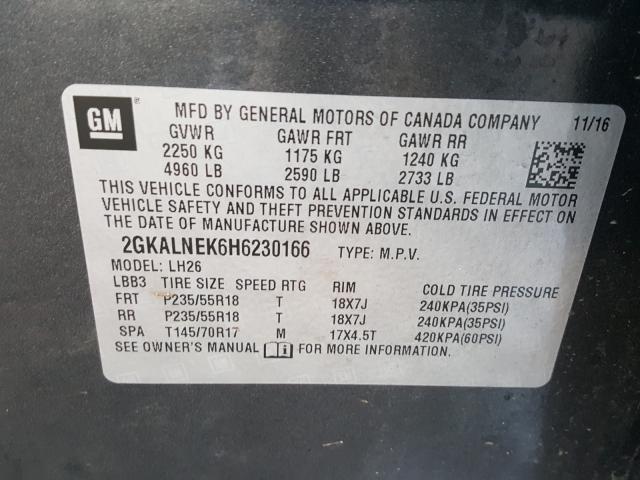 GM ®
MFD BY GENERAL MOTORS OF CANADA COMPANY 11/16
GVWR GAWR FRT GAWR RR
2250 KG 1175 KG 1240 KG
4960 LB 2590 LB 2733 LB
THIS VEHICLE CONFORMS TO ALL APPLICABLE U.S. FEDERAL MOTOR
VEHICLE SAFETY AND THEFT PREVENTION STANDARDS IN EFFECT ON
THE DATE OF MANUFACTURE SHOWN ABOVE.
2GKALNEK6H6230166 TYPE: M.P.V.
MODEL: LH26
LBB3 TIRE SIZE SPEED RTG RIM COLD TIRE PRESSURE
FRT P235/55R18 T 18X7J 240KPA(35PSI)
RR P235/55R18 T 18X7J 240KPA(35PSI)
SPA T145/70R17 M 17X4.5T 420KPA(60PSI)
SEE OWNER'S MANUAL FOR MORE INFORMATION.